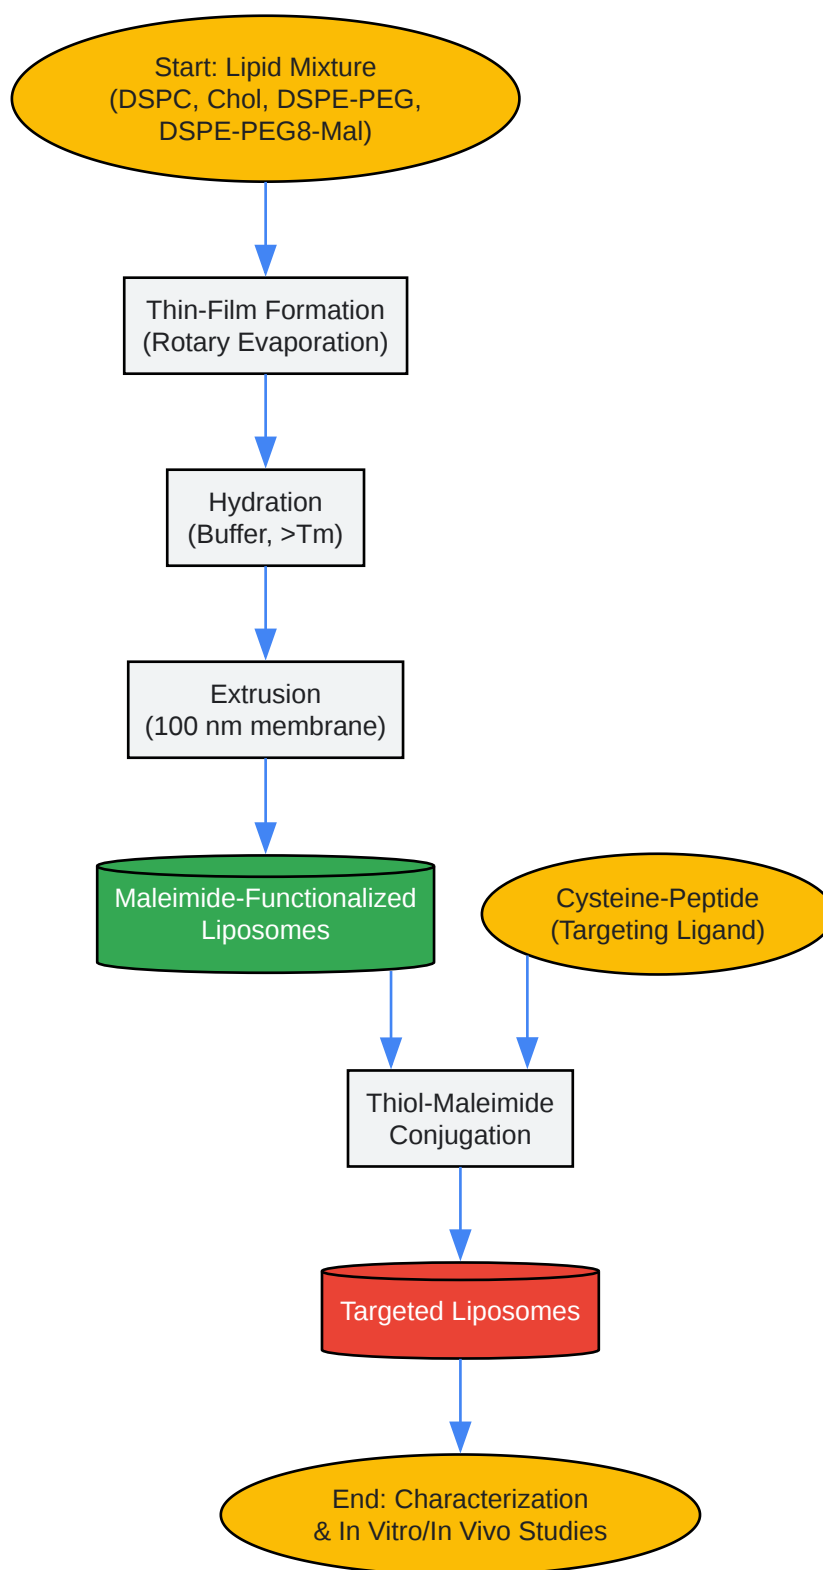 Start: Lipid Mixture
(DSPC, Chol, DSPE-PEG,
DSPE-PEG8-Mal)
Thin-Film Formation
(Rotary Evaporation)
Hydration
(Buffer, >Tm)
Extrusion
(100 nm membrane)
Maleimide-Functionalized
Liposomes
Cysteine-Peptide
(Targeting Ligand)
Thiol-Maleimide
Conjugation
Targeted Liposomes
End: Characterization
& In Vitro/In Vivo Studies